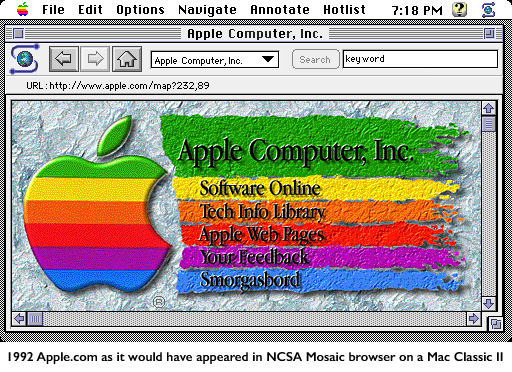 File Edit Options Navigate Annotate Hotlist 7:18 PM
Apple Computer, Inc.
Apple Computer, Inc. Search keyword
URL: http://www.apple.com/map?232,89
Apple Computer, Inc.
Software Online
Tech Info Library
Apple Web Pages
Your Feedback
Smorgasbord
®
1992 Apple.com as it would have appeared in NCSA Mosaic browser on a Mac Classic II